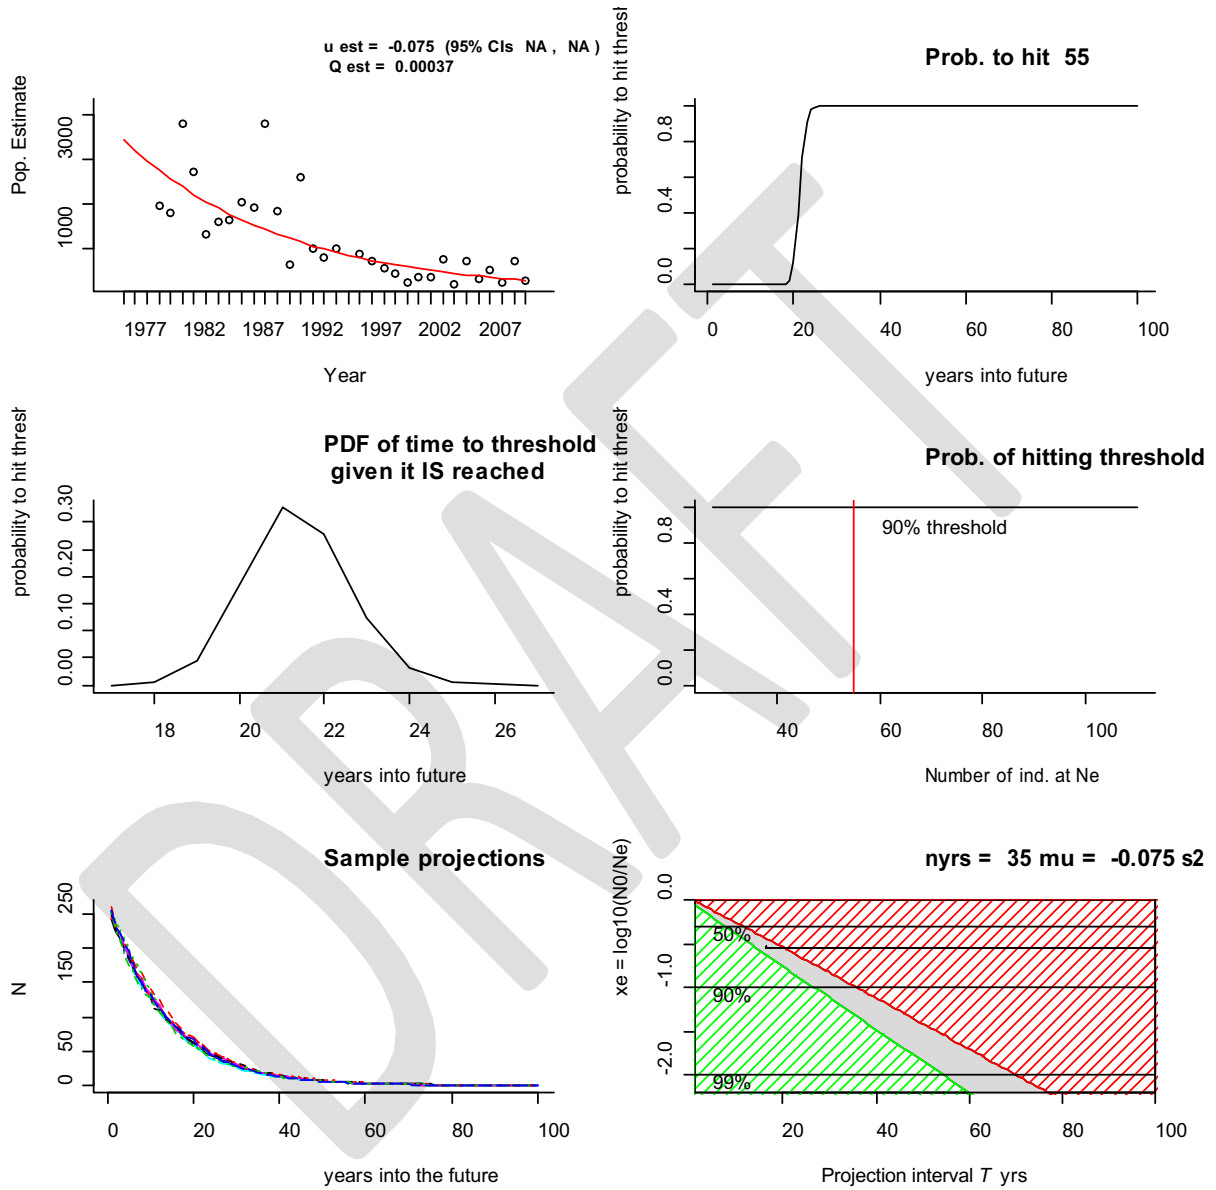 u est = -0.075 (95% CIs NA , NA )
Q est = 0.00037
Pop. Estimate
1000 3000
1977 1982 1987 1992 1997 2002 2007
Year
Prob. to hit 55
probability to hit thresh
0.0 0.4 0.8
0 20 40 60 80 100
years into future
PDF of time to threshold
given it IS reached
probability to hit thresh
0.00 0.10 0.20 0.30
18 20 22 24 26
years into future
Prob. of hitting threshold
probability to hit thresh
0.0 0.4 0.8
90% threshold
40 60 80 100
Number of ind. at Ne
Sample projections
N
0 50 150 250
0 20 40 60 80 100
years into the future
nyrs = 35 mu = -0.075 s2
xe = log10(N0/Ne)
-2.0 -1.0 0.0
50%
90%
99%
20 40 60 80 100
Projection interval T yrs
DRAFT